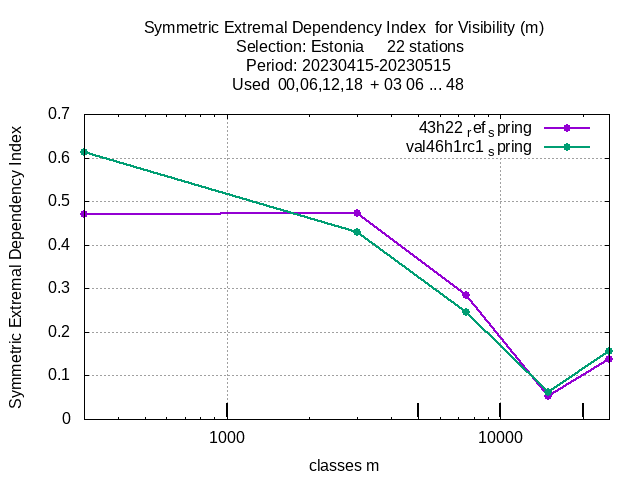 Symmetric Extremal Dependency Index for Visibility (m)
Selection: Estonia 22 stations
Period: 20230415-20230515
Used 00,06,12,18 + 03 06 ... 48
43h22 ref spring
val46h1rc1 spring
Symmetric Extremal Dependency Index
0.7
0.6
0.5
0.4
0.3
0.2
0.1
0
1000
10000
classes m